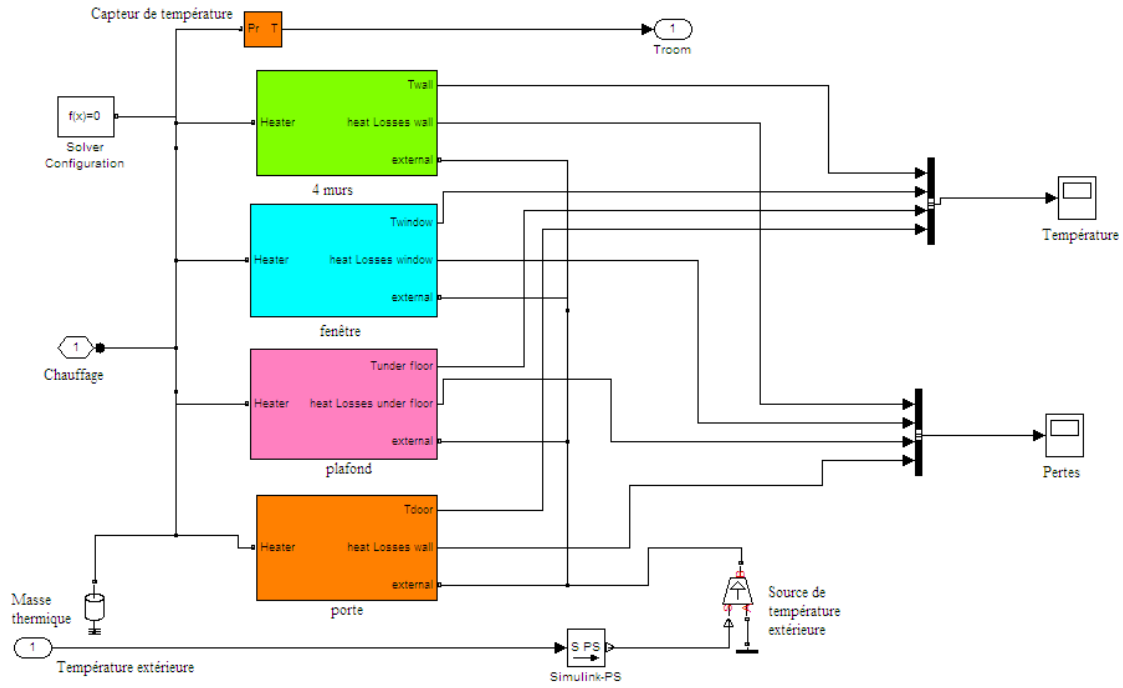 Capteur de température
Pr T
1
Troom
f(x)=0
Solver
Configuration
Twall
Heater
heat Losses wall
external
4 murs
Twindow
Heater
heat Losses window
external
fenêtre
Température
1
Chauffage
Tunder floor
Heater
heat Losses under floor
external
plafond
Pertes
Tdoor
Heater
heat Losses wall
external
porte
Masse
thermique
B
S
A
Source de
température
extérieure
1
Température extérieure
S PS
Simulink-PS